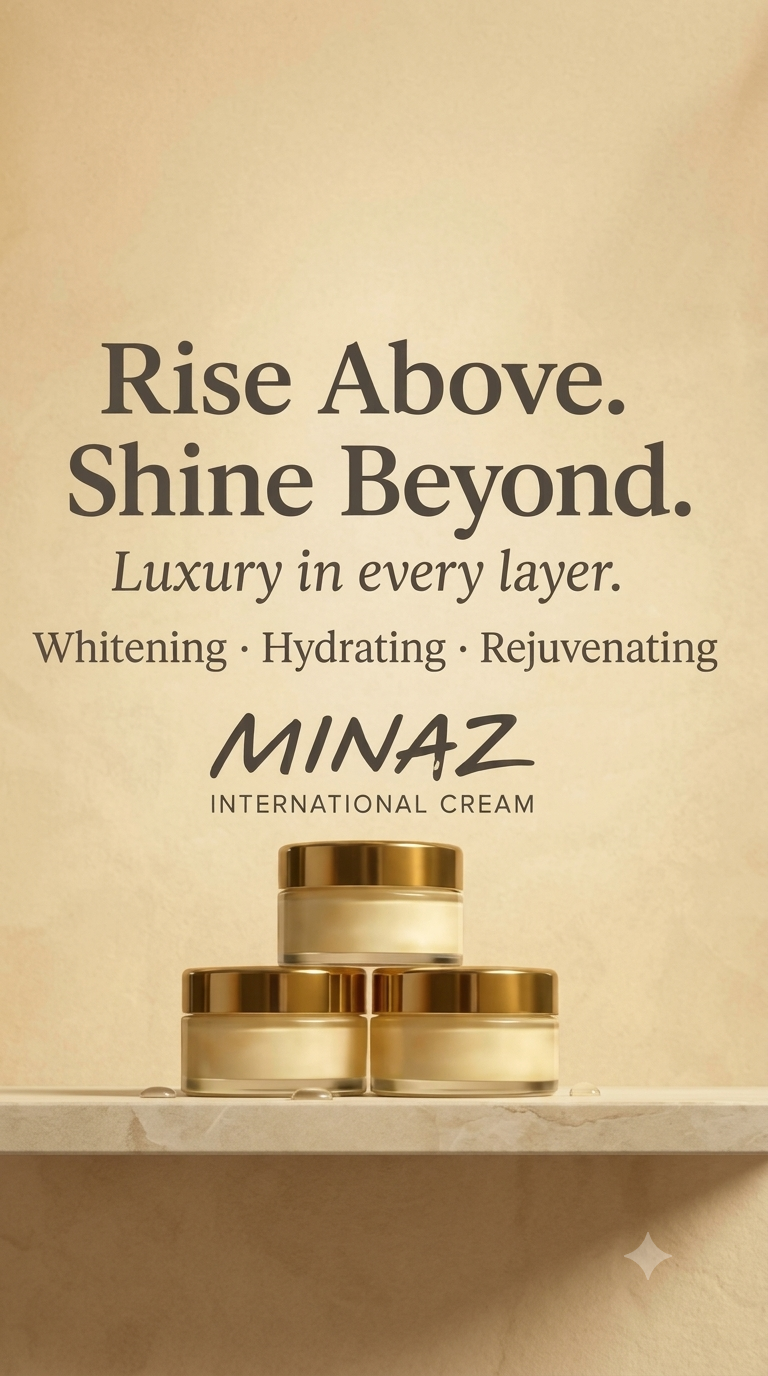 Rise Above.
Shine Beyond.
Luxury in every layer.
Whitening · Hydrating · Rejuvenating
MINAZ
INTERNATIONAL CREAM